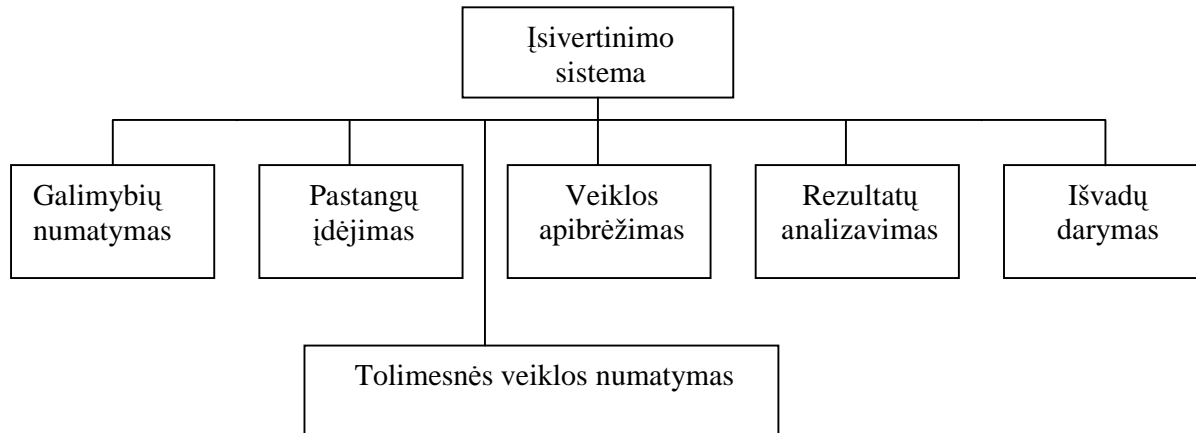 Įsivertinimo
sistema
Galimybių
numatymas
Pastangų
įdėjimas
Veiklos
apibrėžimas
Rezultatų
analizavimas
Išvadų
darymas
Tolimesnės veiklos numatymas